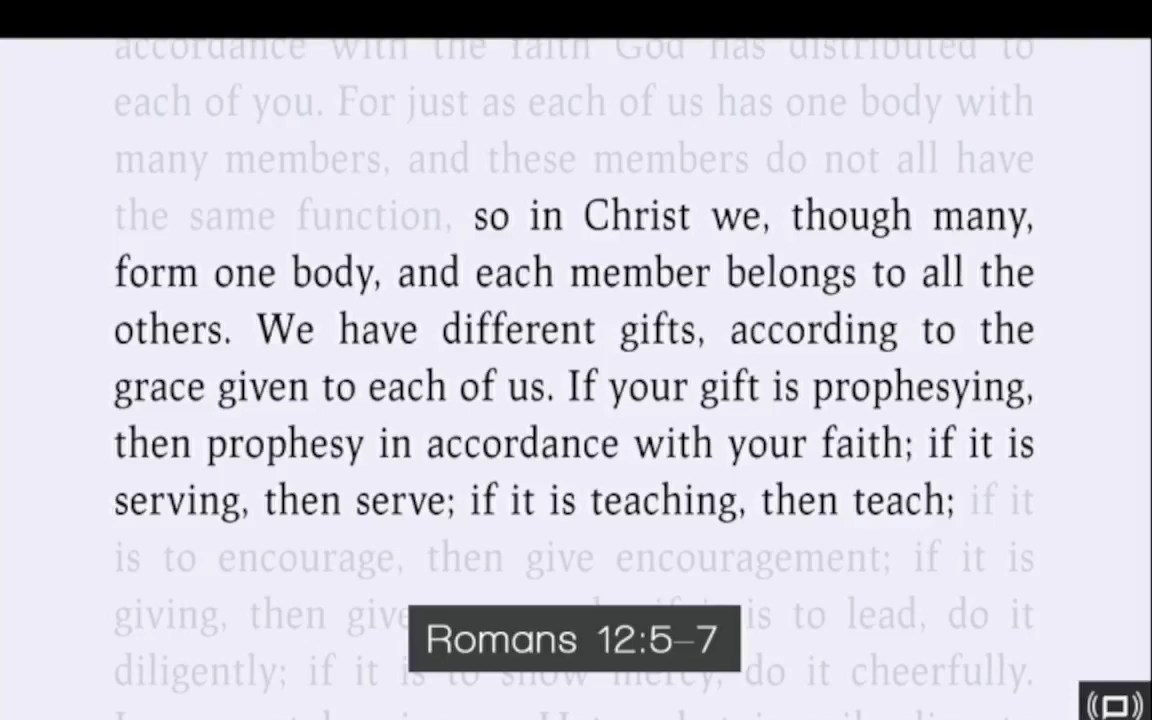 accordance with the faith God has distributed to
each of you. For just as each of us has one body with
many members, and these members do not all have
the same function, so in Christ we, though many,
form one body, and each member belongs to all the
others. We have different gifts, according to the
grace given to each of us. If your gift is prophesying,
then prophesy in accordance with your faith; if it is
serving, then serve; if it is teaching, then teach; if it
is to encourage, then give encouragement; if it is
giving, then give is to lead, do it
Romans 12:5–7
diligently; if it is to show mercy, do it cheerfully.